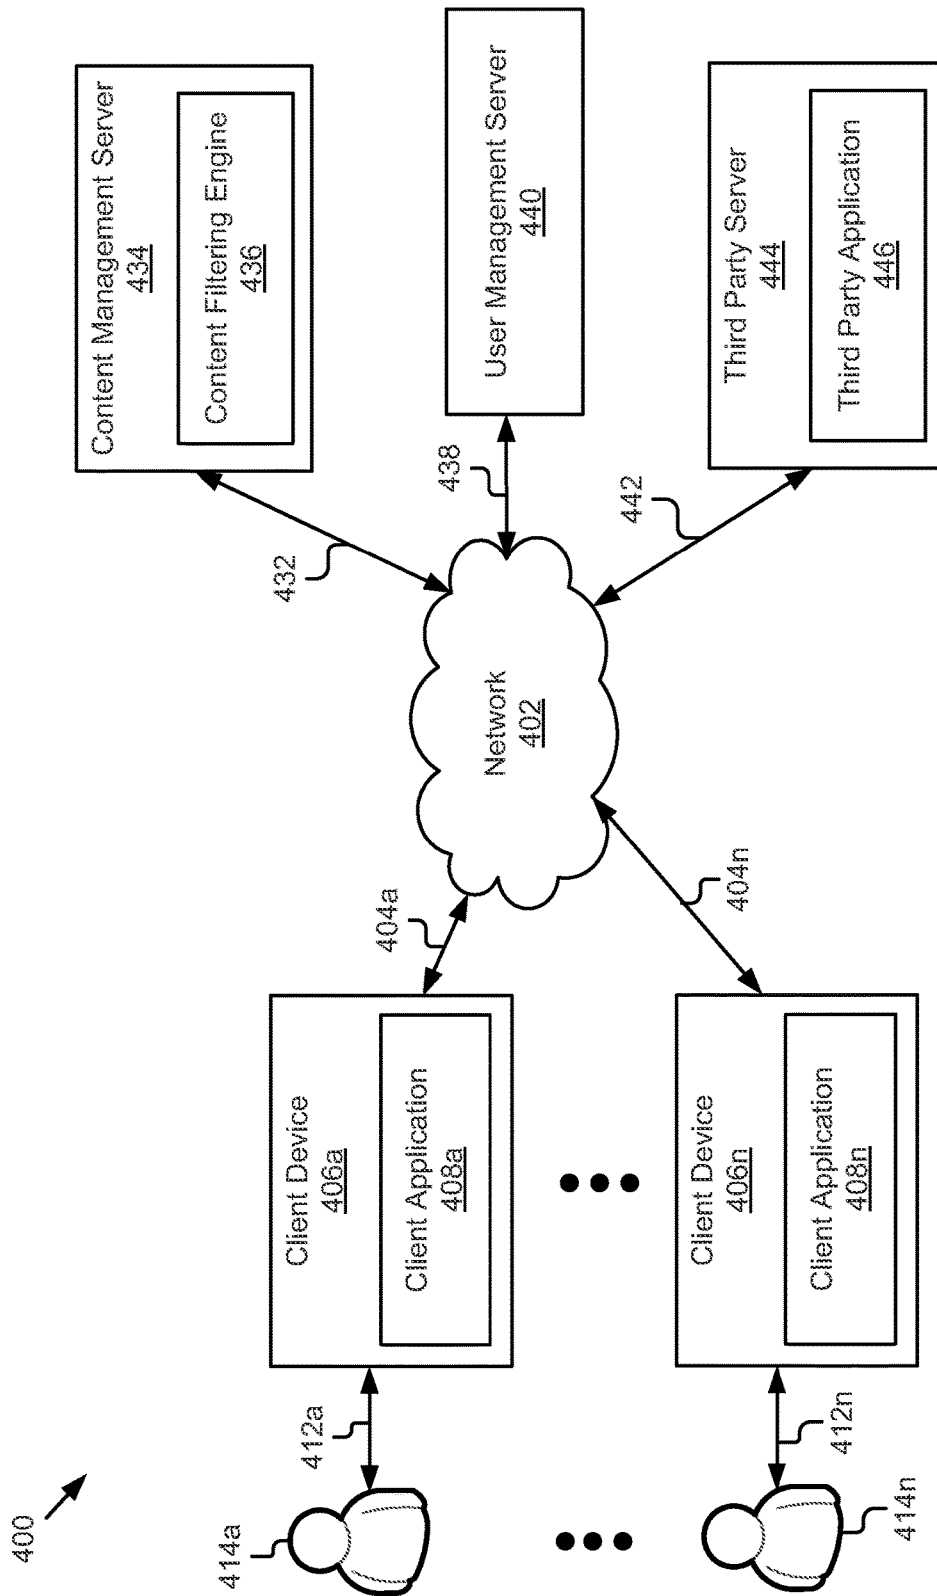 400
414a
412a
Client Device
406a
Client Application
408a
404a
414n
412n
Client Device
406n
Client Application
408n
404n
Network
402
432
Content Management Server
434
Content Filtering Engine
436
438
User Management Server
440
442
Third Party Server
444
Third Party Application
446